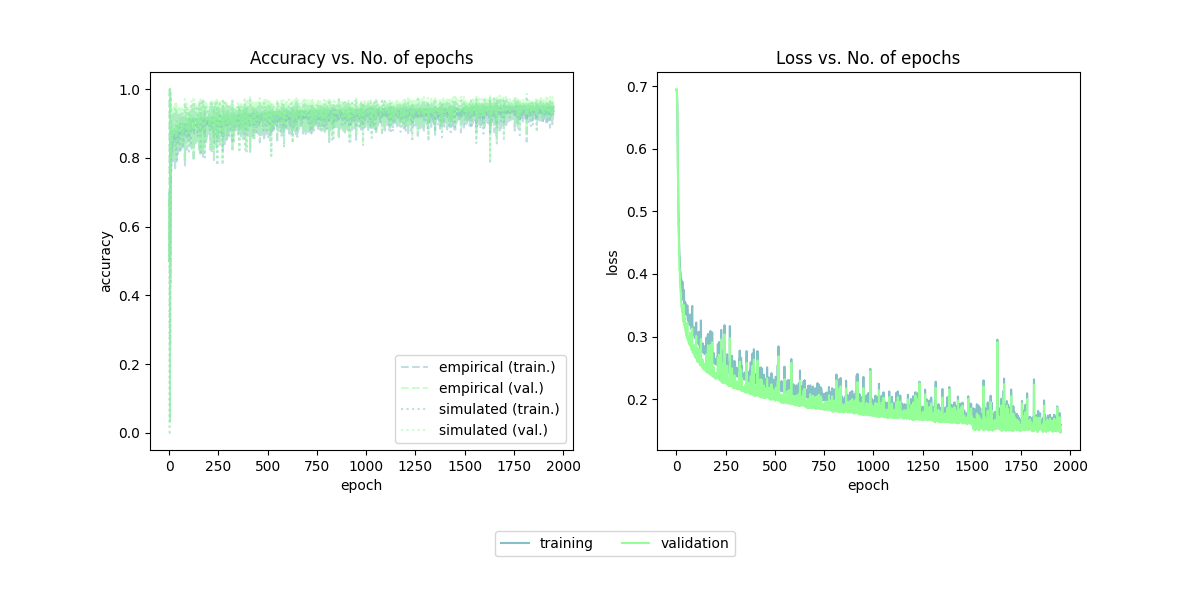 Accuracy vs. No. of epochs
1.0
0.8
0.6
0.4
0.2
0.0
accuracy
0
250
500
750
1000
1250
1500
1750
2000
epoch
empirical (train.)
empirical (val.)
simulated (train.)
simulated (val.)
Loss vs. No. of epochs
0.7
0.6
0.5
0.4
0.3
0.2
loss
0
250
500
750
1000
1250
1500
1750
2000
epoch
training
validation